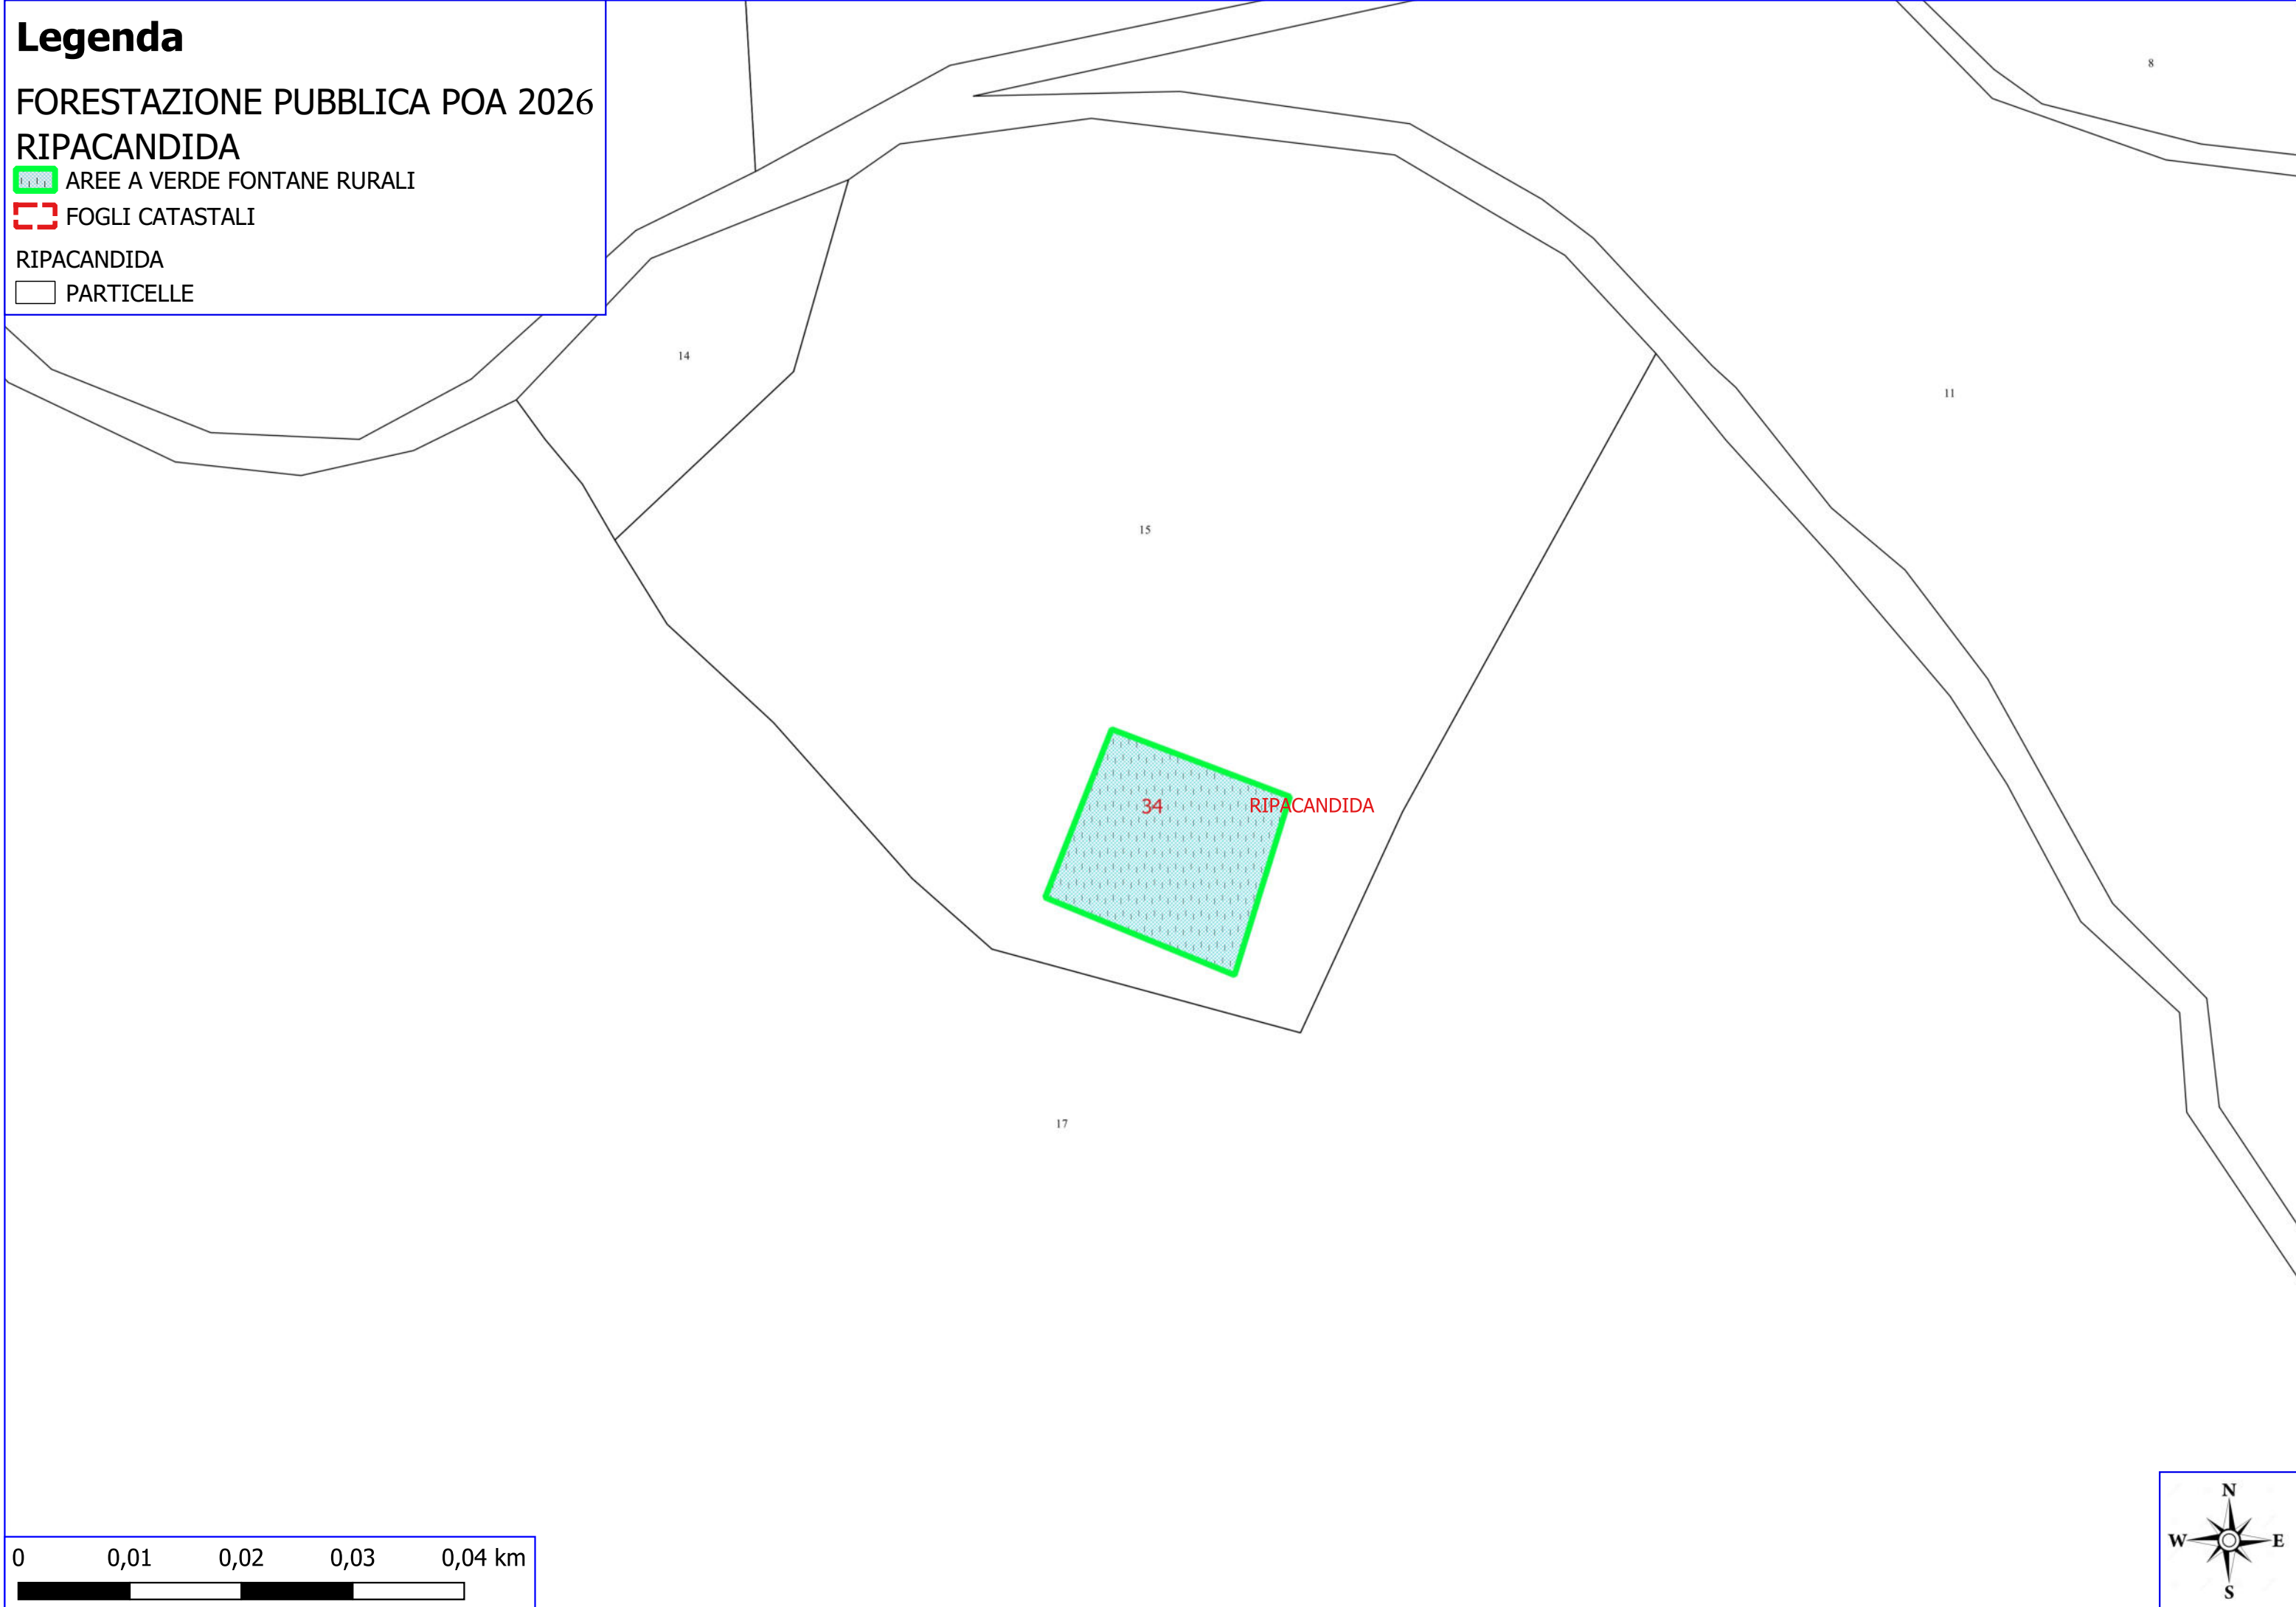 Legenda
FORESTAZIONE PUBBLICA POA 2026
RIPACANDIDA
AREE A VERDE FONTANE RURALI
FOGLI CATASTALI
RIPACANDIDA
PARTICELLE
8
14
11
15
34 RIPACANDIDA
17
0 0,01 0,02 0,03 0,04 km
N
W E
S